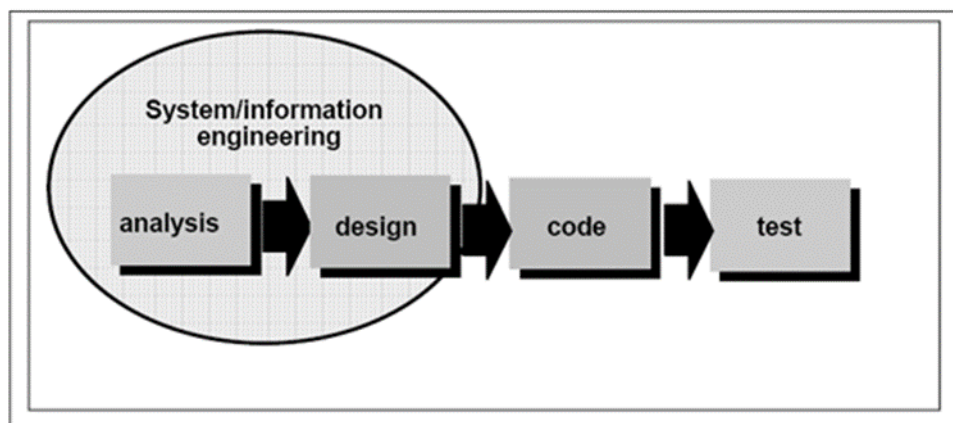 System/information
engineering
analysis
design
code
test